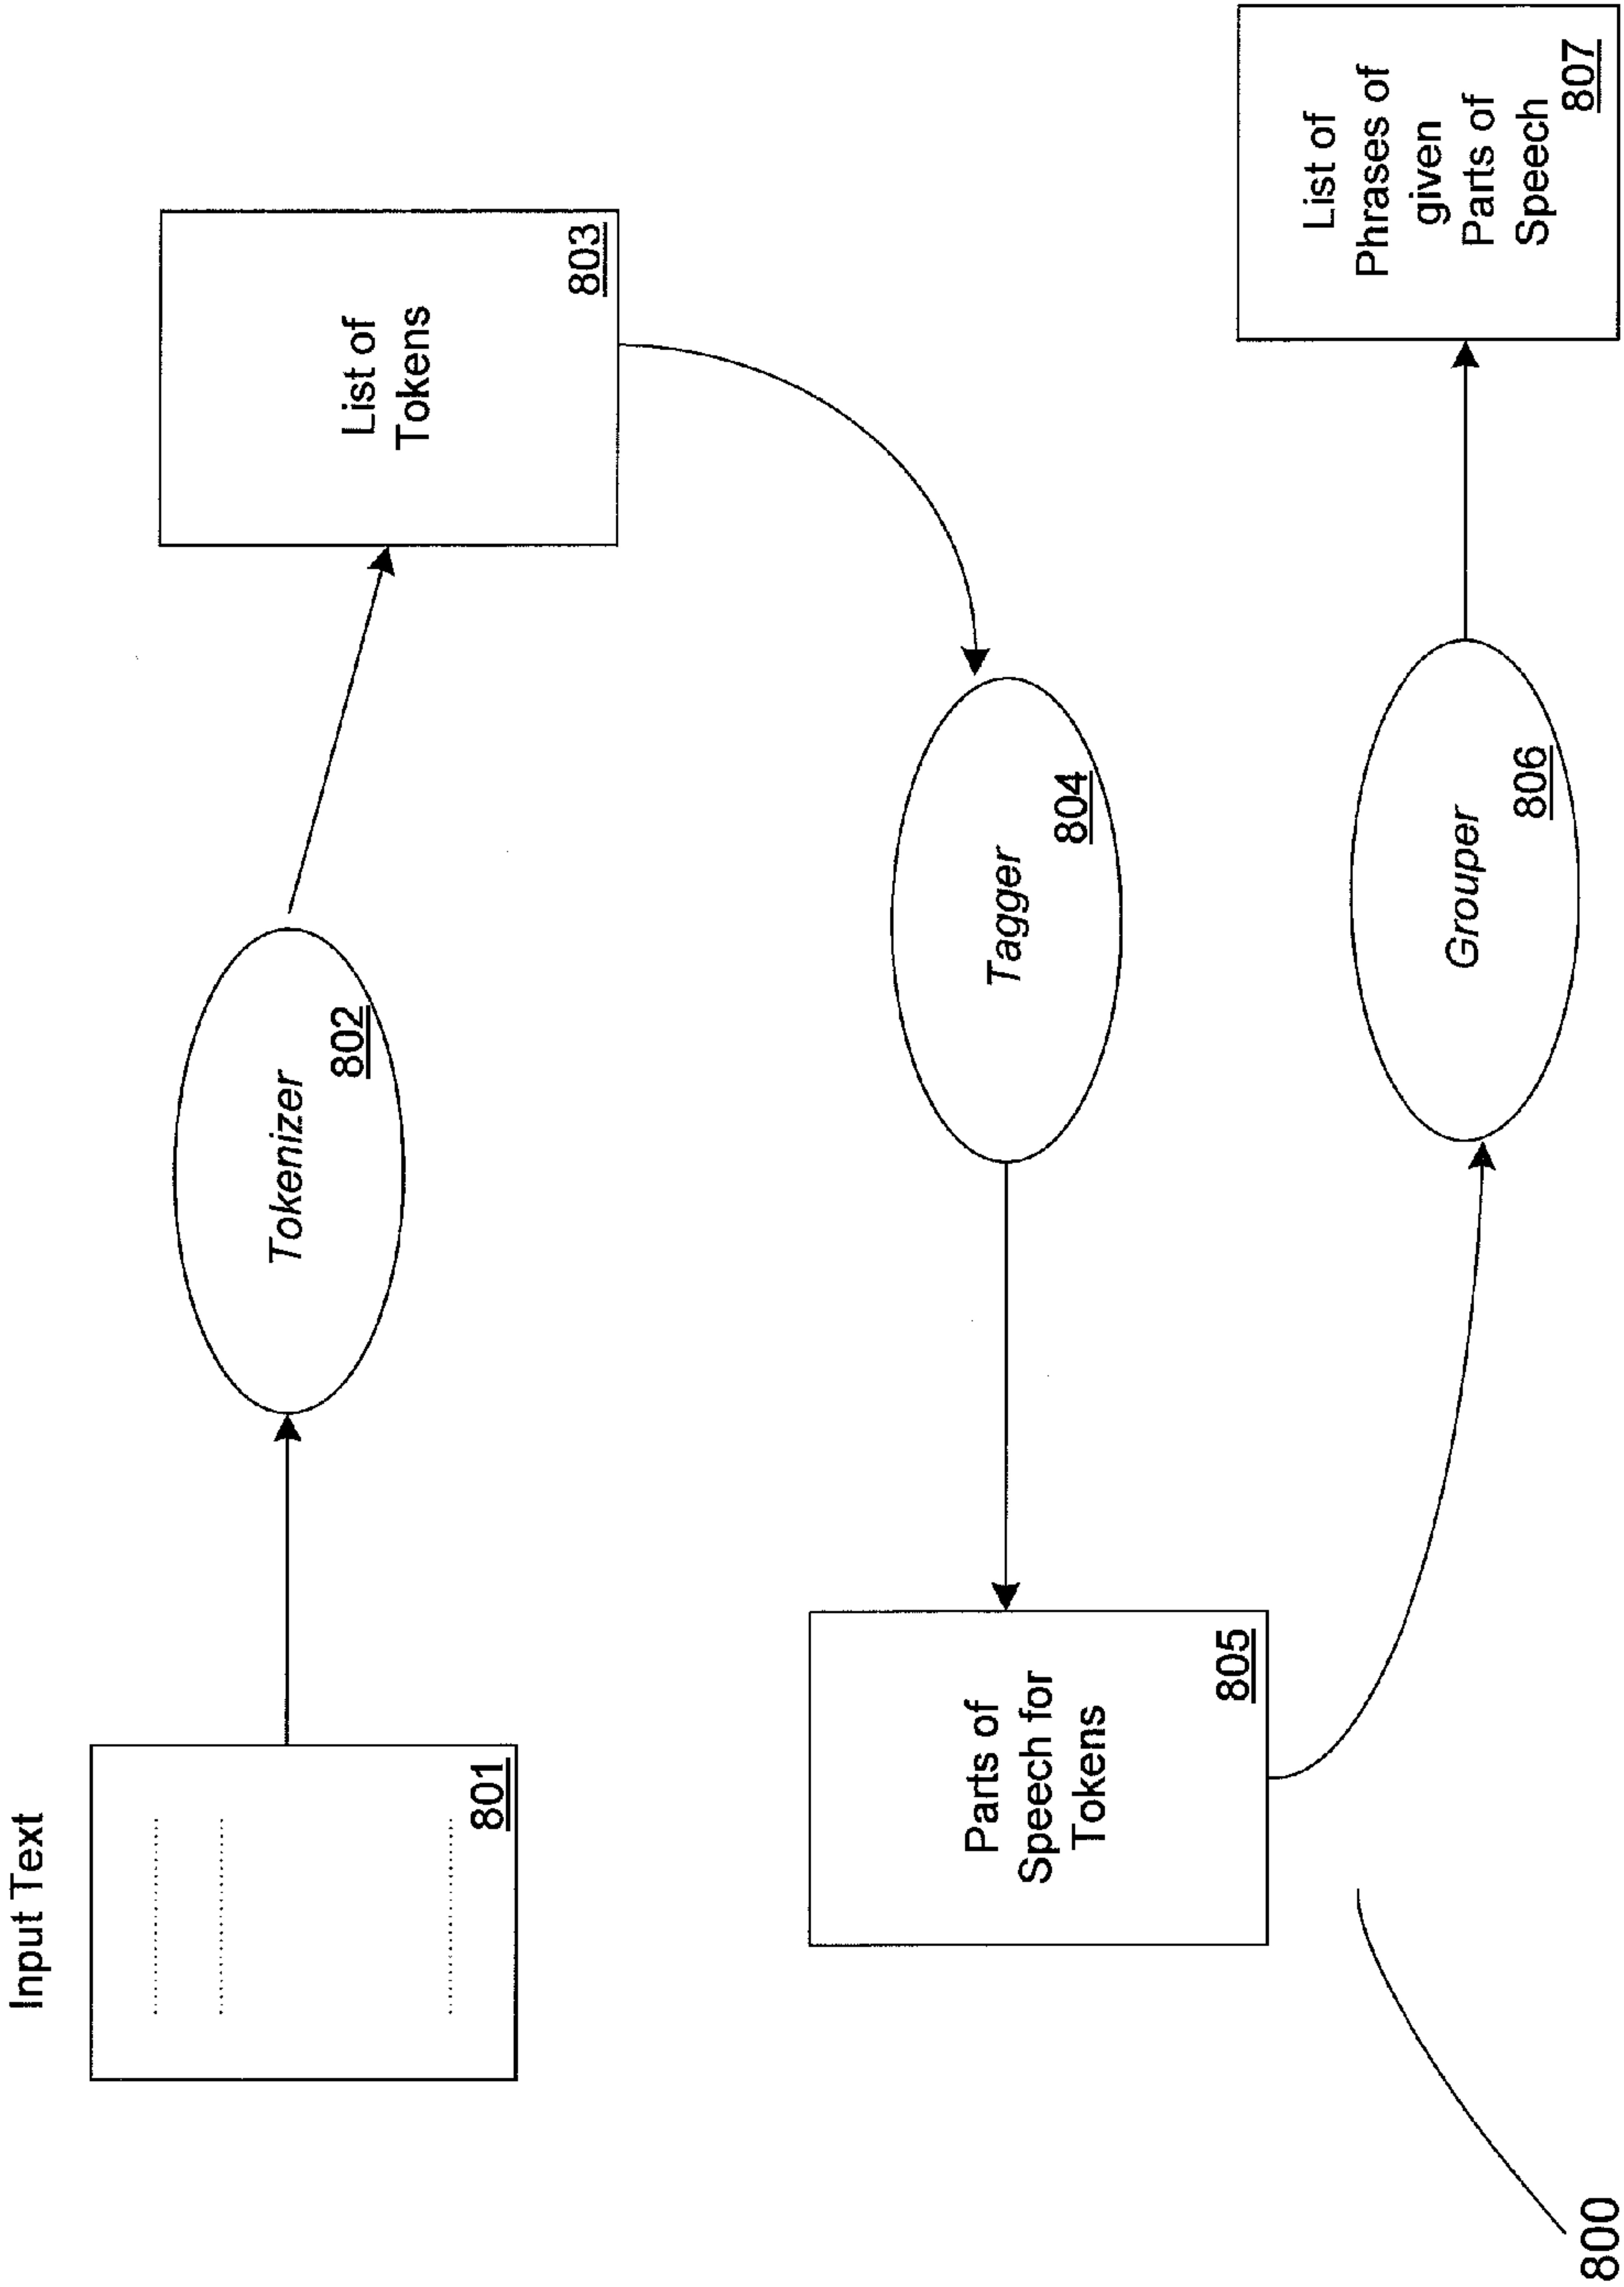 Input Text
801
Tokenizer
802
List of
Tokens
803
Tagger
804
Parts of
Speech for
Tokens
805
Grouper
806
List of
Phrases of
given
Parts of
Speech
807
800